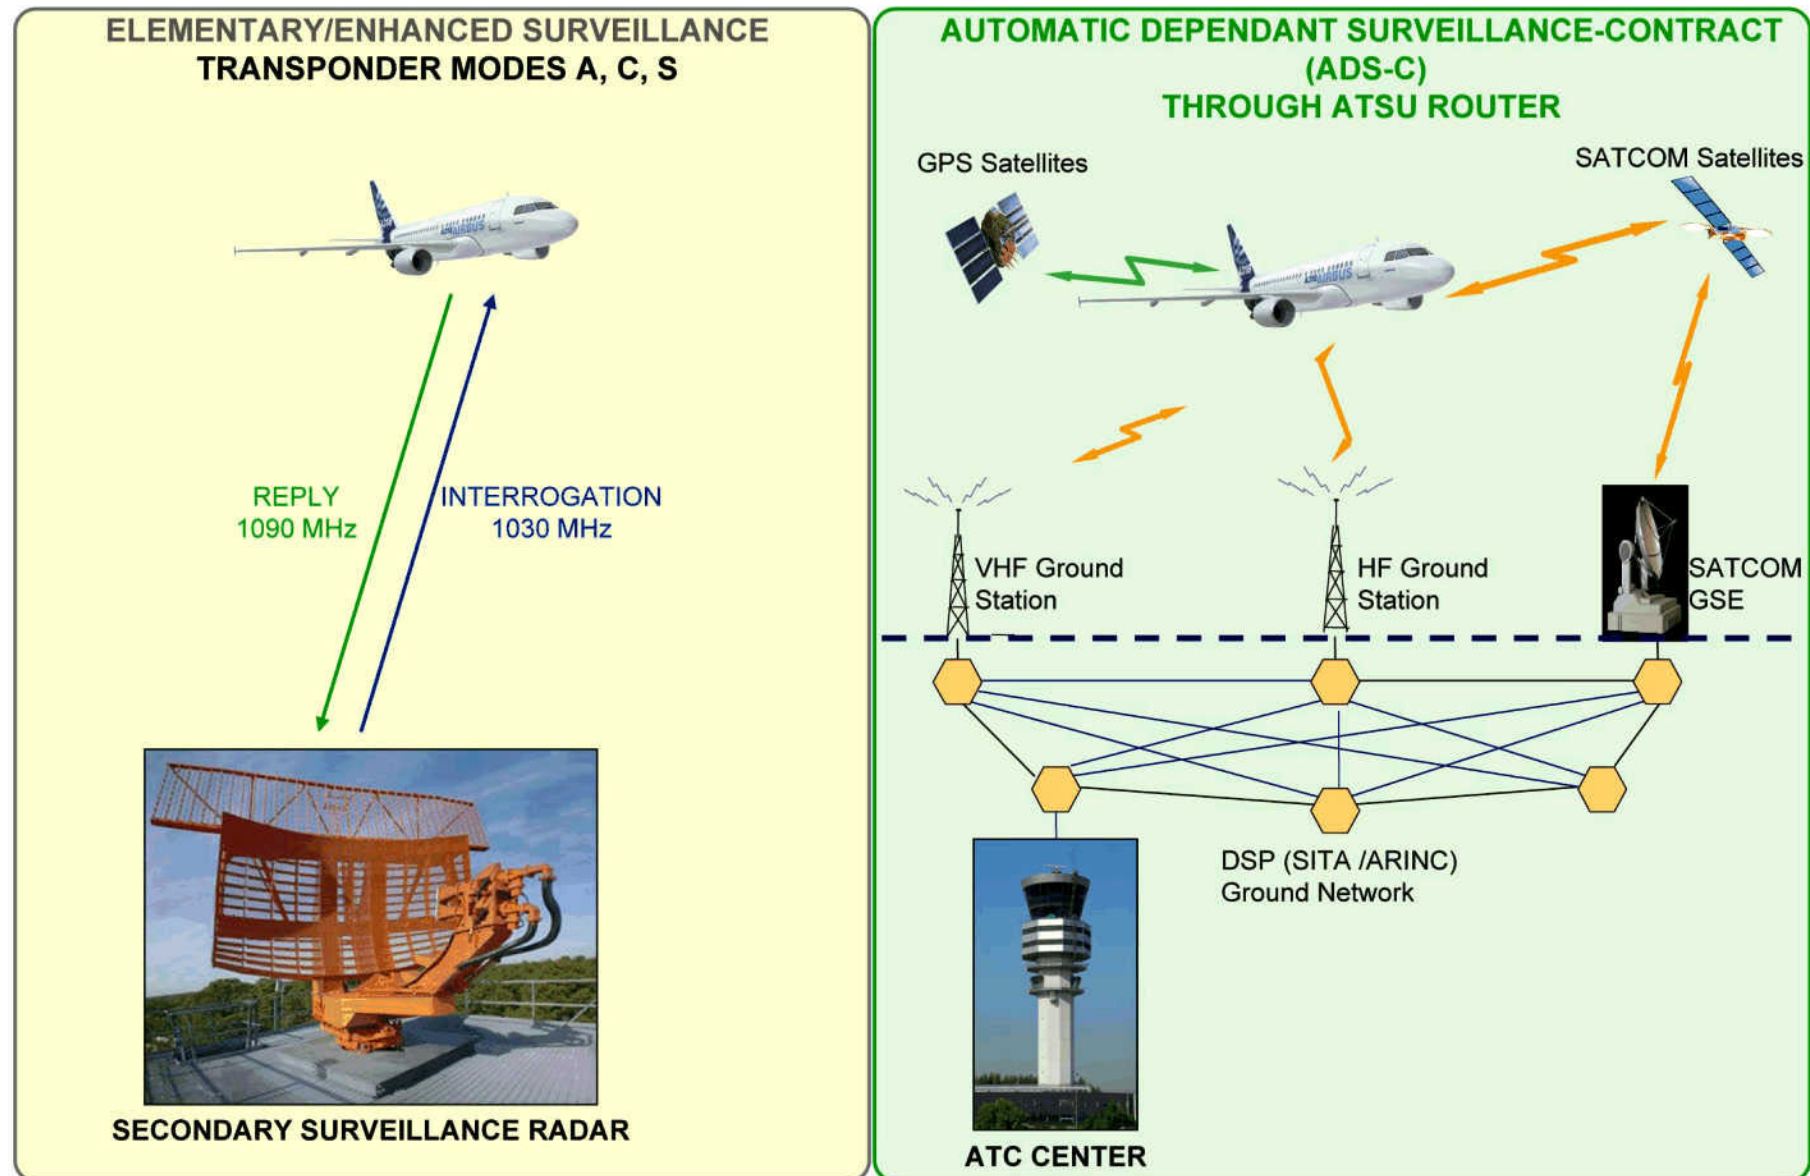 ELEMENTARY/ENHANCED SURVEILLANCE
TRANSPONDER MODES A, C, S
AIRBUS
REPLY
1090 MHz
INTERROGATION
1030 MHz
SECONDARY SURVEILLANCE RADAR
AUTOMATIC DEPENDANT SURVEILLANCE-CONTRACT
(ADS-C)
THROUGH ATSU ROUTER
GPS Satellites
SATCOM Satellites
AIRBUS
VHF Ground
Station
HF Ground
Station
SATCOM
GSE
DSP (SITA /ARINC)
Ground Network
ATC CENTER